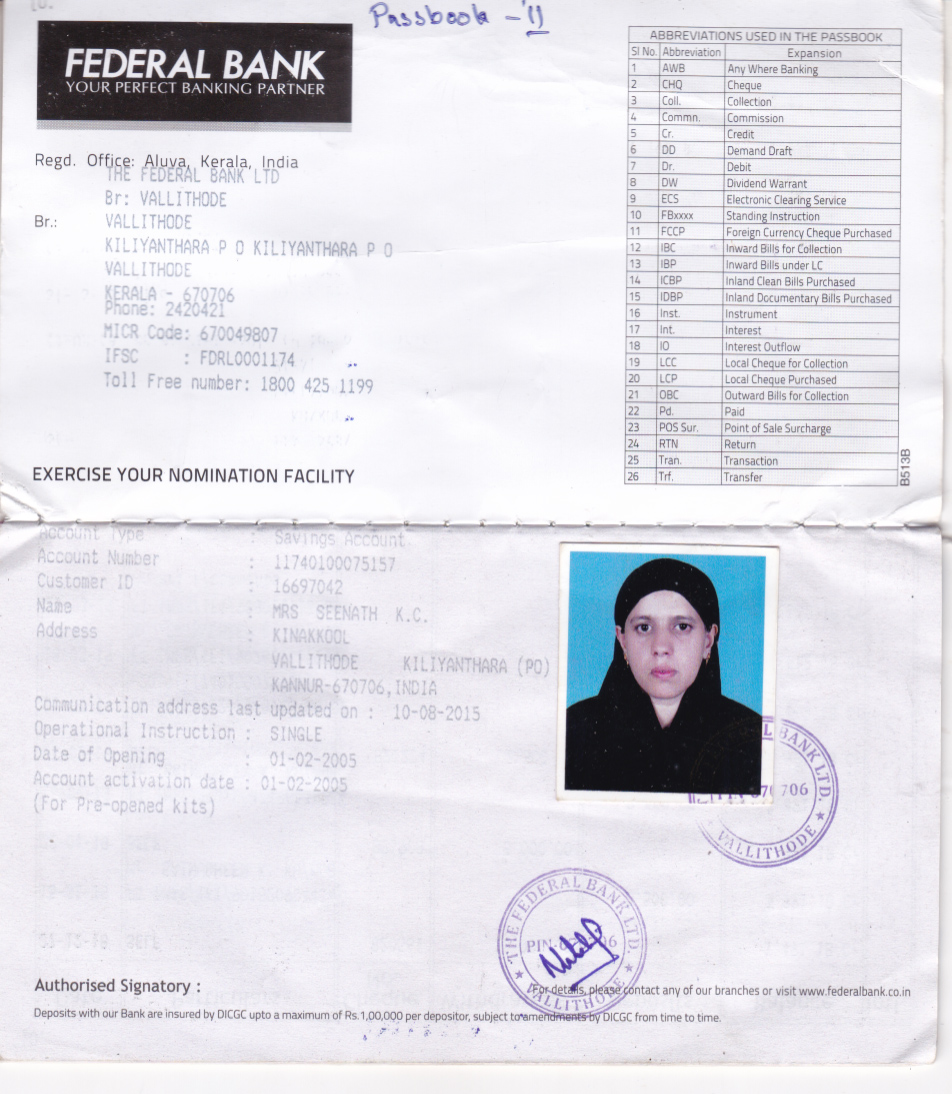 Passbook - 11
FEDERAL BANK
YOUR PERFECT BANKING PARTNER
Regd. Office: Aluva, Kerala, India
THE FEDERAL BANK LTD
Br: VALLITHODE
Br.: VALLITHODE
KILIYANTHARA P O KILIYANTHARA P O
VALLITHODE
KERALA - 670706
Phone: 2420421
MICR Code: 670049807
IFSC : FDRL0001174
Toll Free number: 1800 425 1199
EXERCISE YOUR NOMINATION FACILITY
ABBREVIATIONS USED IN THE PASSBOOK
Sl No. Abbreviation Expansion
1 AWB Any Where Banking
2 CHQ Cheque
3 Coll. Collection
4 Commn. Commission
5 Cr. Credit
6 DD Demand Draft
7 Dr. Debit
8 DW Dividend Warrant
9 ECS Electronic Clearing Service
10 FBxxxx Standing Instruction
11 FCCP Foreign Currency Cheque Purchased
12 IBC Inward Bills for Collection
13 IBP Inward Bills under LC
14 ICBP Inland Clean Bills Purchased
15 IDBP Inland Documentary Bills Purchased
16 Inst. Instrument
17 Int. Interest
18 IO Interest Outflow
19 LCC Local Cheque for Collection
20 LCP Local Cheque Purchased
21 OBC Outward Bills for Collection
22 Pd. Paid
23 POS Sur. Point of Sale Surcharge
24 RTN Return
25 Tran. Transaction
26 Trf. Transfer
B513B
Account Type : Savings Account
Account Number : 11740100075157
Customer ID : 16697042
Name : MRS SEENATH K.C.
Address : KINAKKOOL
VALLITHODE KILIYANTHARA (PO)
KANNUR-670706,INDIA
Communication address last updated on : 10-08-2015
Operational Instruction : SINGLE
Date of Opening : 01-02-2005
Account activation date : 01-02-2005
(For Pre-opened kits)
BANK LTD.
706
VALLITHODE
THE FEDERAL BANK LTD.
PIN 706
VALLITHODE
Authorised Signatory :
For details, please contact any of our branches or visit www.federalbank.co.in
Deposits with our Bank are insured by DICGC upto a maximum of Rs.1,00,000 per depositor, subject to amendments by DICGC from time to time.